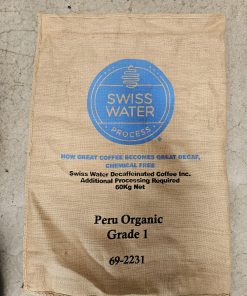 SWISS
WATER
PROCESS
®
HOW GREAT COFFEE BECOMES GREAT DECAF,
CHEMICAL FREE
Swiss Water Decaffeinated Coffee Inc.
Additional Processing Required
60Kg Net
Peru Organic
Grade 1
69-2231